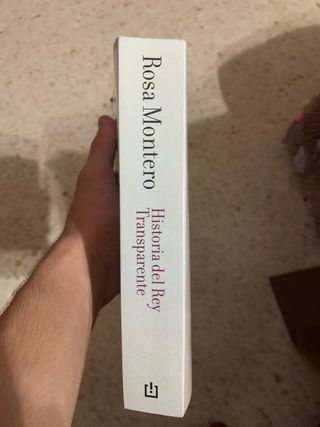 Rosa Montero
Historia del Rey
Transparente